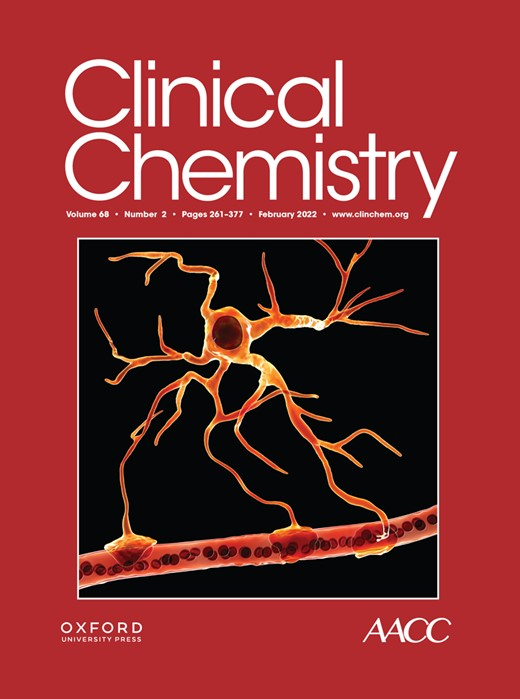 Clinical
Chemistry
Volume 68 • Number 2 • Pages 261–377 • February 2022 • www.clinchem.org
OXFORD
UNIVERSITY PRESS
AACC